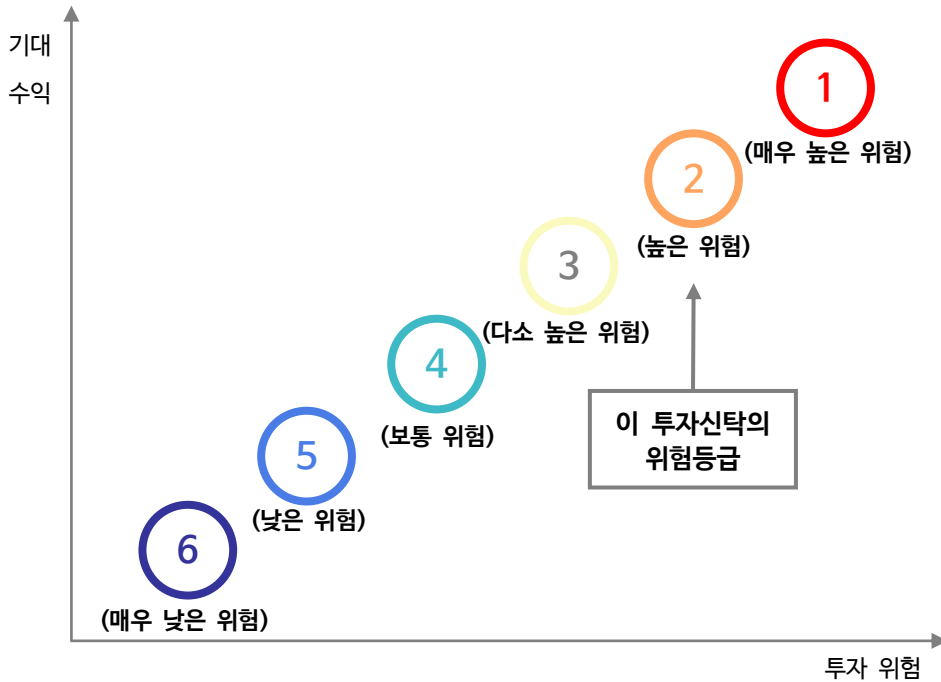 기대
수익
1
(매우 높은 위험)
2
(높은 위험)
3
(다소 높은 위험)
4
(보통 위험)
이 투자신탁의
위험등급
5
(낮은 위험)
6
(매우 낮은 위험)
투자 위험